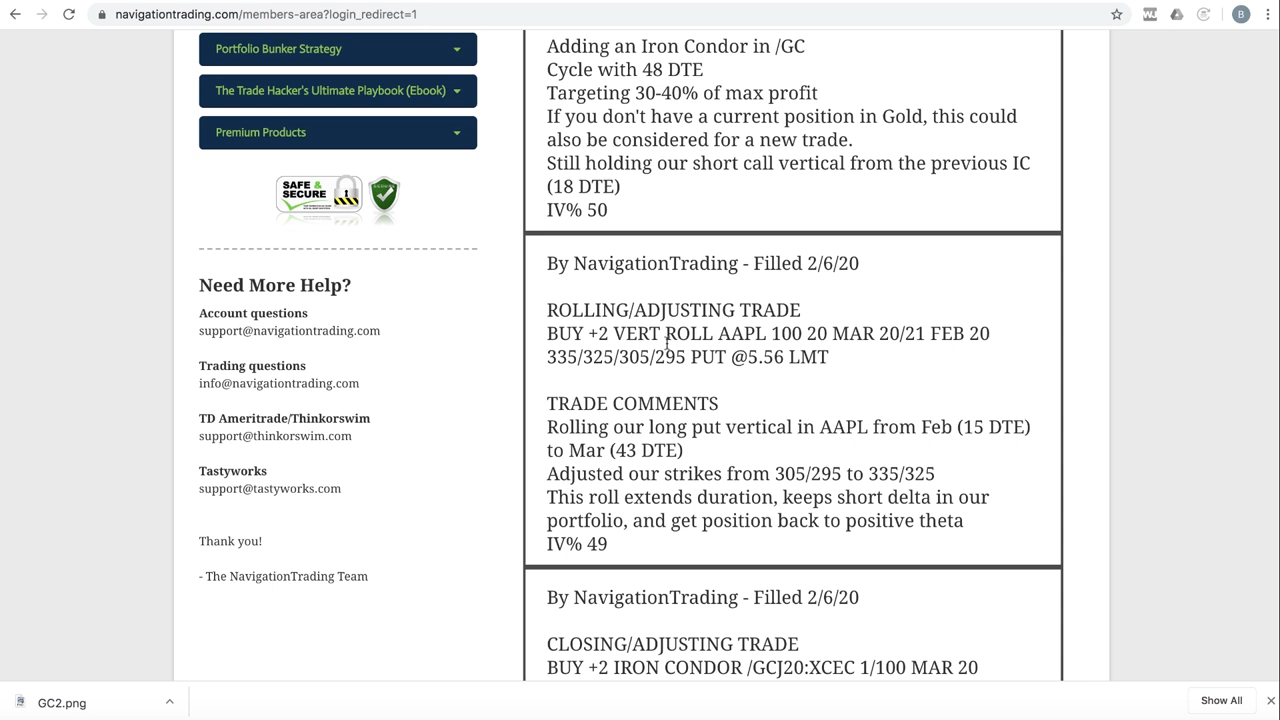 navigationtrading.com/members-area?login_redirect=1
B
Portfolio Bunker Strategy
The Trade Hacker's Ultimate Playbook (Ebook)
Premium Products
SAFE &
SECURE
Need More Help?
Account questions
support@navigationtrading.com
Trading questions
info@navigationtrading.com
TD Ameritrade/Thinkorswim
support@thinkorswim.com
Tastyworks
support@tastyworks.com
Thank you!
- The NavigationTrading Team
Adding an Iron Condor in /GC
Cycle with 48 DTE
Targeting 30-40% of max profit
If you don't have a current position in Gold, this could
also be considered for a new trade.
Still holding our short call vertical from the previous IC
(18 DTE)
IV% 50
By NavigationTrading - Filled 2/6/20
ROLLING/ADJUSTING TRADE
BUY +2 VERT ROLL AAPL 100 20 MAR 20/21 FEB 20
335/325/305/295 PUT @5.56 LMT
TRADE COMMENTS
Rolling our long put vertical in AAPL from Feb (15 DTE)
to Mar (43 DTE)
Adjusted our strikes from 305/295 to 335/325
This roll extends duration, keeps short delta in our
portfolio, and get position back to positive theta
IV% 49
By NavigationTrading - Filled 2/6/20
CLOSING/ADJUSTING TRADE
BUY +2 IRON CONDOR /GCJ20:XCEC 1/100 MAR 20
GC2.png
Show All